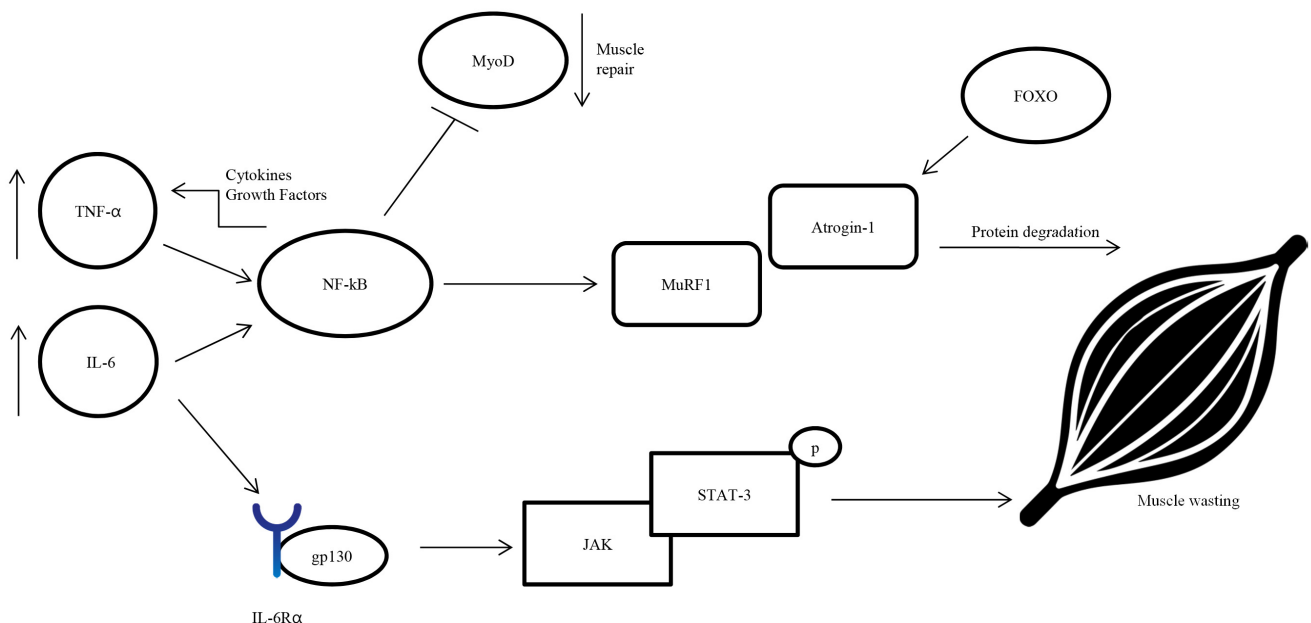 MyoD
Muscle
repair
FOXO
Cytokines
Growth Factors
TNF-α
Atrogin-1
Protein degradation
NF-kB
MuRF1
IL-6
p
STAT-3
Muscle wasting
JAK
gp130
IL-6Rα